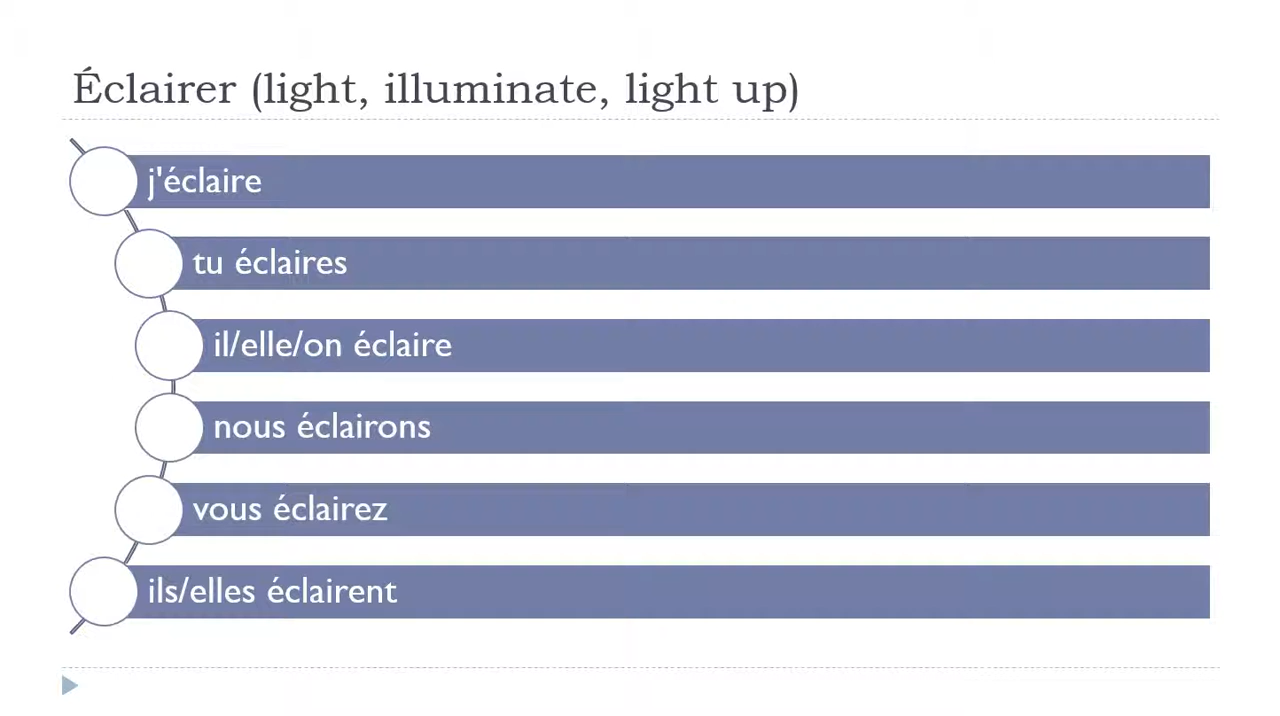 Éclairer (light, illuminate, light up)
j'éclaire
tu éclaires
il/elle/on éclaire
nous éclairons
vous éclairez
ils/elles éclairent